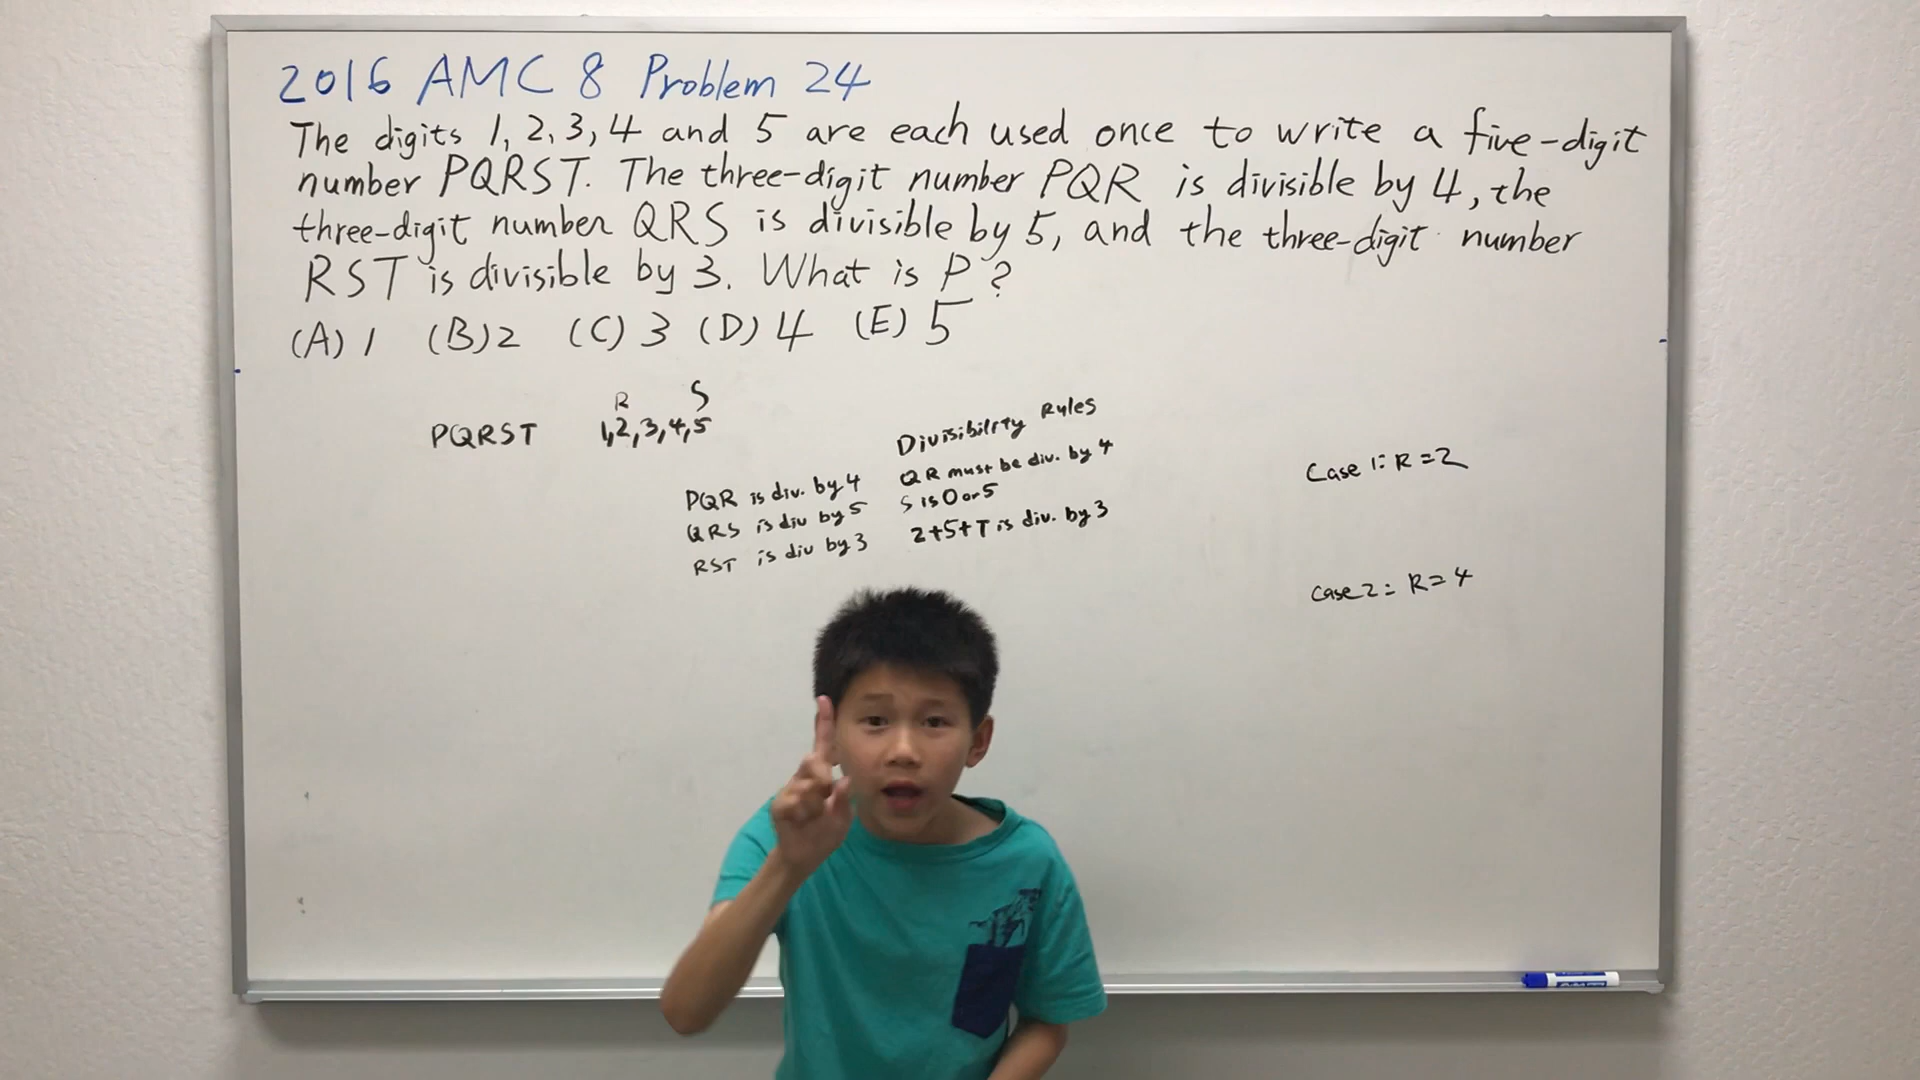 2016 AMC 8 Problem 24
The digits 1, 2, 3, 4 and 5 are each used once to write a five-digit
number PQRST. The three-digit number PQR is divisible by 4, the
three-digit number QRS is divisible by 5, and the three-digit number
RST is divisible by 3. What is P?
(A) 1 (B) 2 (C) 3 (D) 4 (E) 5
R S
PQRST 1,2,3,4,5
Divisibility Rules
PQR is div. by 4 QR must be div. by 4
QRS is div by 5 S is 0 or 5
RST is div by 3 2+5+T is div. by 3
Case 1: R=2
Case 2: R=4